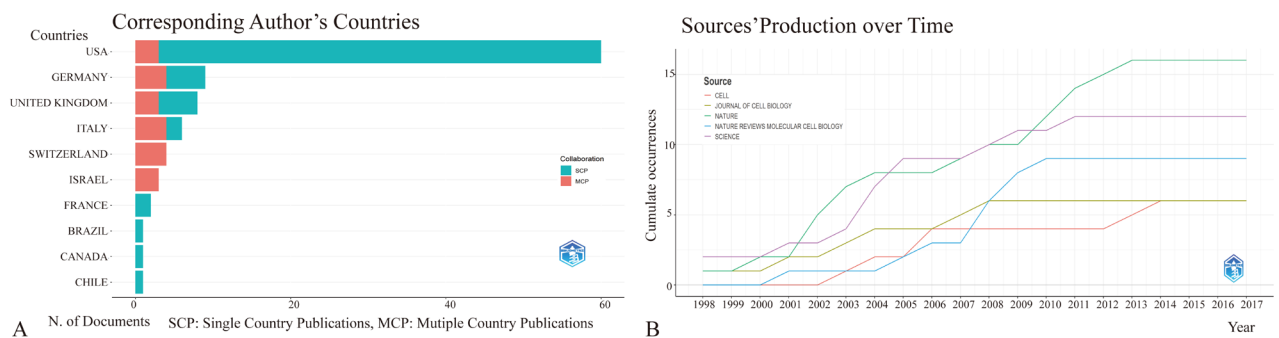 Corresponding Author's Countries
Countries
USA
GERMANY
UNITED KINGDOM
ITALY
SWITZERLAND
ISRAEL
FRANCE
BRAZIL
CANADA
CHILE
Collaboration
SCP
MCP
0 20 40 60
N. of Documents
SCP: Single Country Publications, MCP: Mutiple Country Publications
A
Sources'Production over Time
Cumulate occurrences
15
10
5
0
Source
CELL
JOURNAL OF CELL BIOLOGY
NATURE
NATURE REVIEWS MOLECULAR CELL BIOLOGY
SCIENCE
1998 1999 2000 2001 2002 2003 2004 2005 2006 2007 2008 2009 2010 2011 2012 2013 2014 2015 2016 2017
Year
B